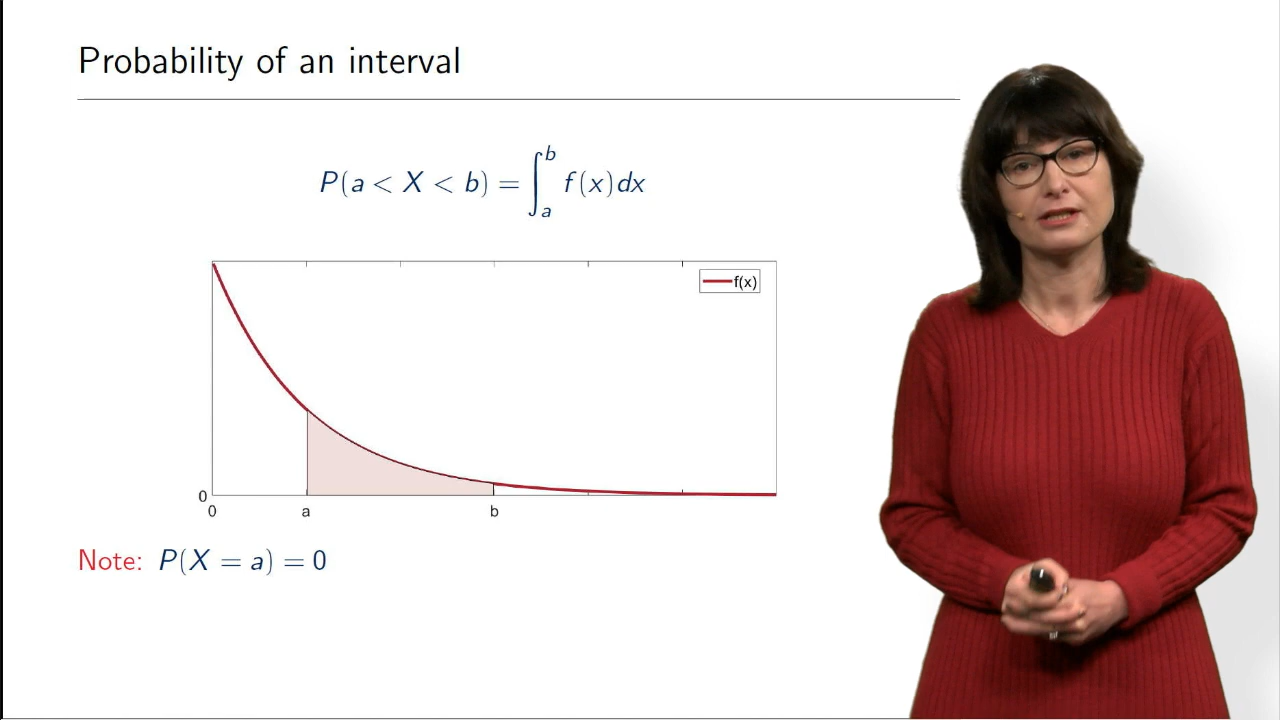 Probability of an interval
P(a < X < b) = ∫_a^b f(x)dx
f(x)
0
0 a b
Note: P(X = a) = 0